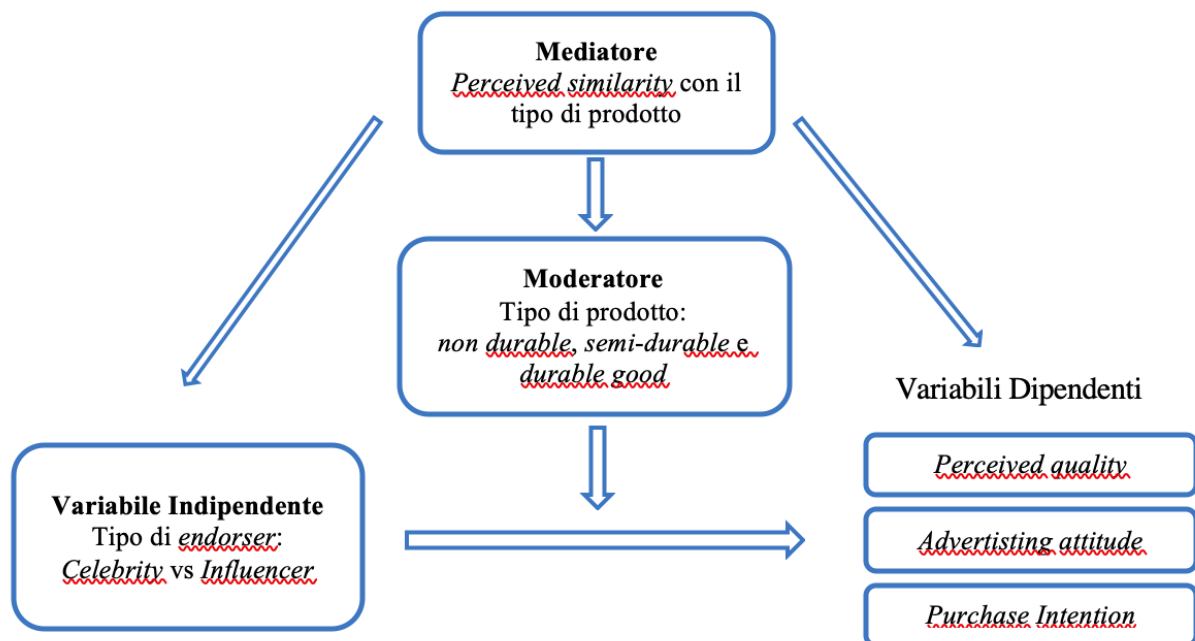 Mediatore
Perceived similarity con il
tipo di prodotto
Moderatore
Tipo di prodotto:
non durable, semi-durable e
durable good
Variabili Dipendenti
Variabile Indipendente
Tipo di endorser:
Celebrity vs Influencer
Perceived quality
Advertisting attitude
Purchase Intention